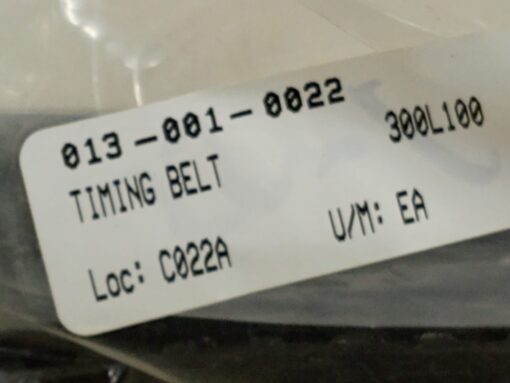 013-001-0022 300L100
TIMING BELT
Loc: C022A U/M: EA